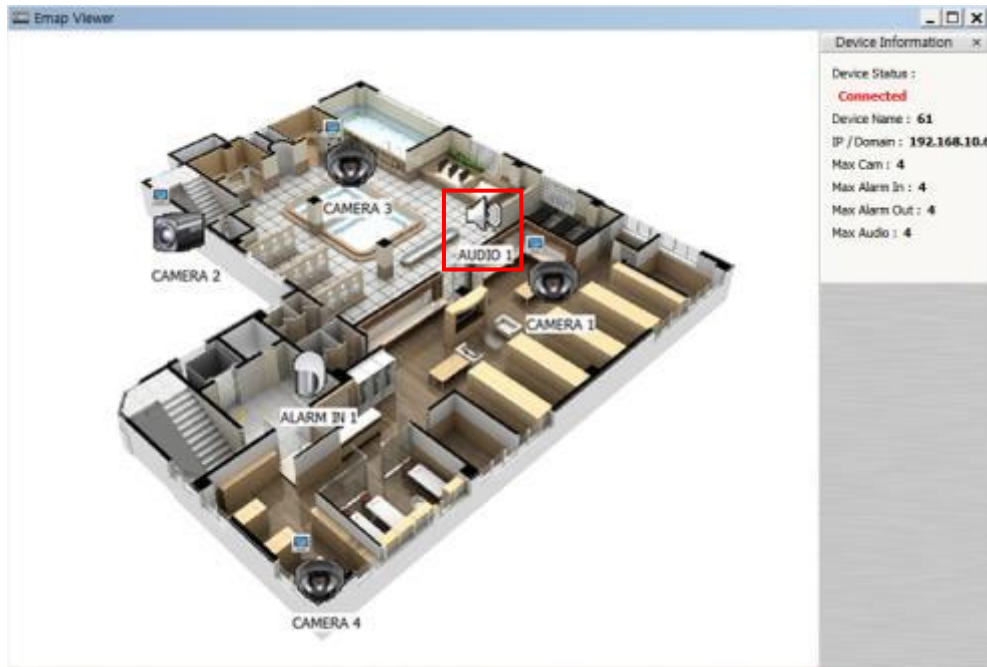 Emap Viewer
Device Information
Device Status :
Connected
Device Name : 61
IP / Domain : 192.168.10.6
Max Cam : 4
Max Alarm In : 4
Max Alarm Out : 4
Max Audio : 4
CAMERA 3
AUDIO 1
CAMERA 2
CAMERA 1
ALARM IN 1
CAMERA 4